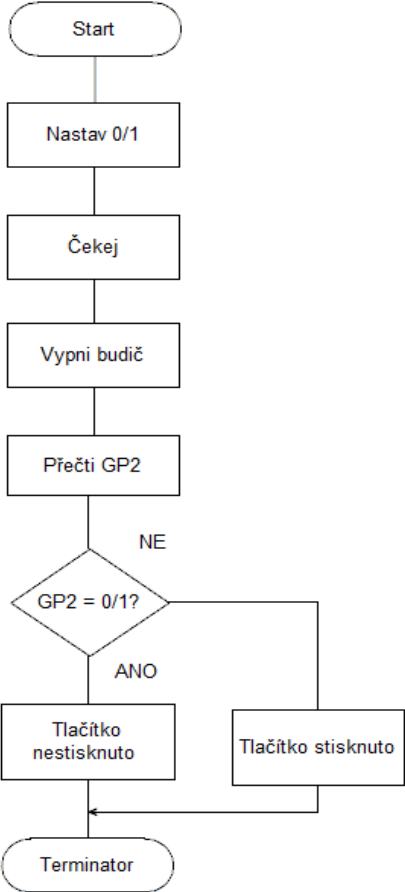 Start
Nastav 0/1
Čekej
Vypni budič
Přečti GP2
NE
GP2 = 0/1?
ANO
Tlačítko
nestisknuto
Tlačítko stisknuto
Terminator